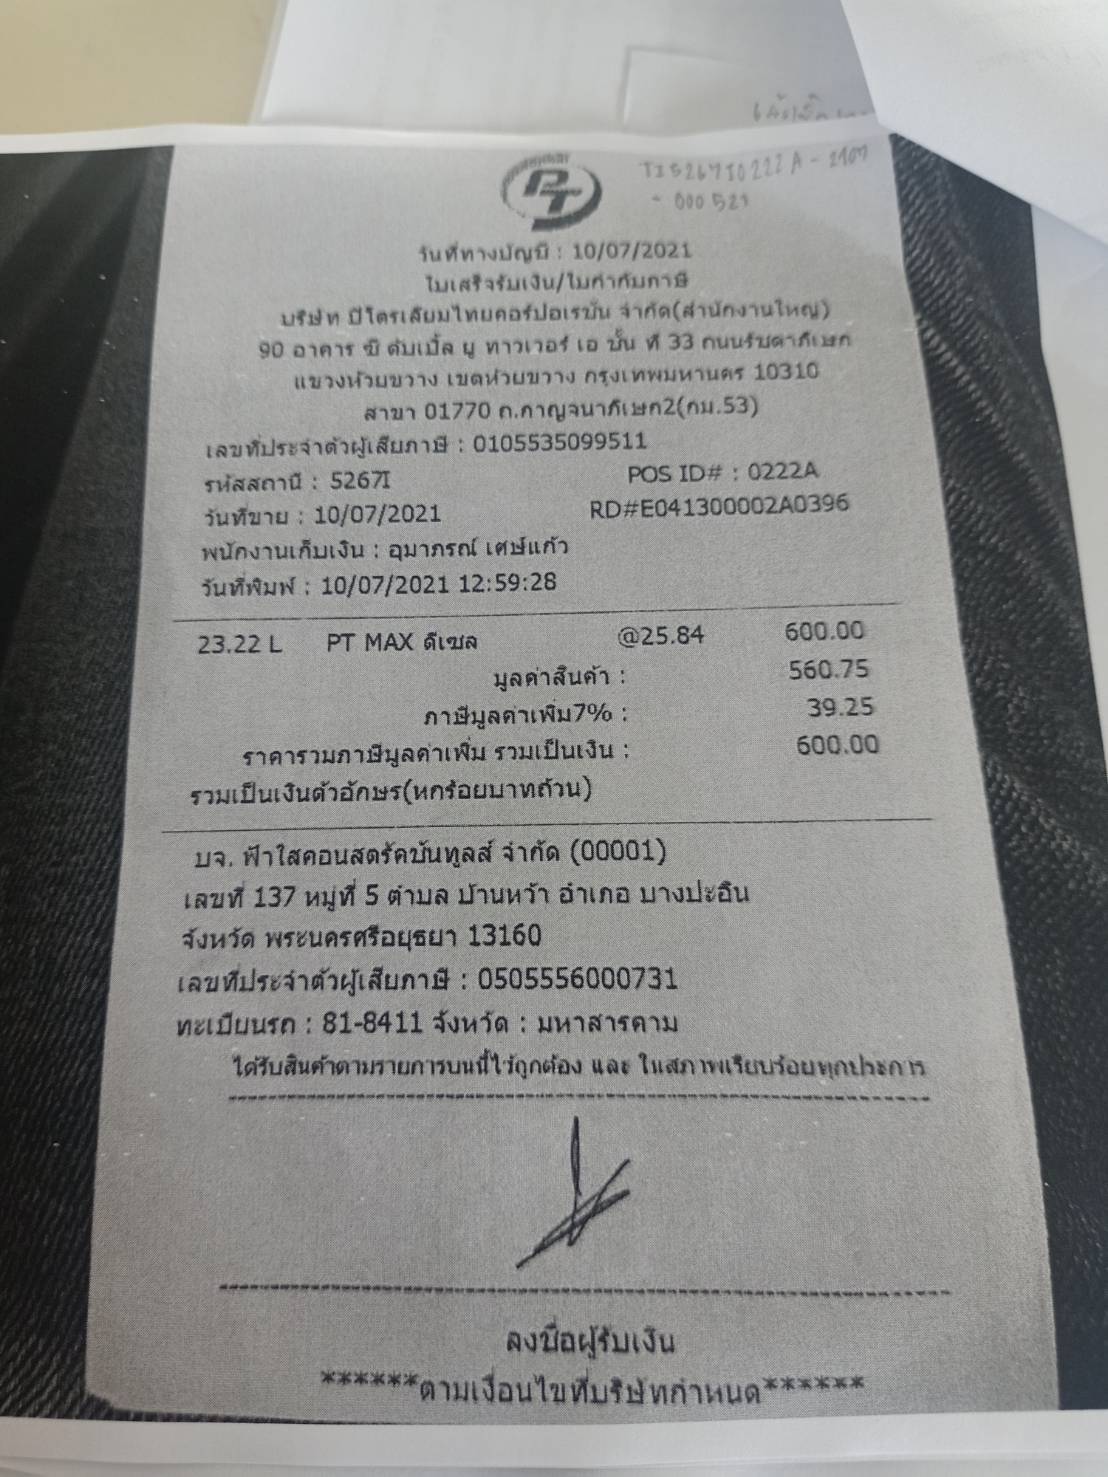 PT
TI5267I0222A-2107
-000521
วันที่ทางบัญชี : 10/07/2021
ใบเสร็จรับเงิน/ใบกำกับภาษี
บริษัท ปิโตรเลียมไทยคอร์ปอเรชั่น จำกัด(สำนักงานใหญ่)
90 อาคาร ซี ดับเบิ้ล ยู ทาวเวอร์ เอ ชั้น ที่ 33 ถนนรัชดาภิเษก
แขวงห้วยขวาง เขตห้วยขวาง กรุงเทพมหานคร 10310
สาขา 01770 ถ.กาญจนาภิเษก2(กม.53)
เลขที่ประจำตัวผู้เสียภาษี : 0105535099511
รหัสสถานี : 5267I POS ID# : 0222A
วันที่ขาย : 10/07/2021 RD#E041300002A0396
พนักงานเก็บเงิน : อุมาภรณ์ เศษ์แก้ว
วันที่พิมพ์ : 10/07/2021 12:59:28
23.22 L PT MAX ดีเซล @25.84 600.00
มูลค่าสินค้า : 560.75
ภาษีมูลค่าเพิ่ม7% : 39.25
ราคารวมภาษีมูลค่าเพิ่ม รวมเป็นเงิน : 600.00
รวมเป็นเงินตัวอักษร(หกร้อยบาทถ้วน)
บจ. ฟ้าใสคอนสตรัคชั่นทูลส์ จำกัด (00001)
เลขที่ 137 หมู่ที่ 5 ตำบล บ้านหว้า อำเภอ บางปะอิน
จังหวัด พระนครศรีอยุธยา 13160
เลขที่ประจำตัวผู้เสียภาษี : 0505556000731
ทะเบียนรถ : 81-8411 จังหวัด : มหาสารคาม
ได้รับสินค้าตามรายการบนนี้ไว้ถูกต้อง และ ในสภาพเรียบร้อยทุกประการ
ลงชื่อผู้รับเงิน
******ตามเงื่อนไขที่บริษัทกำหนด******